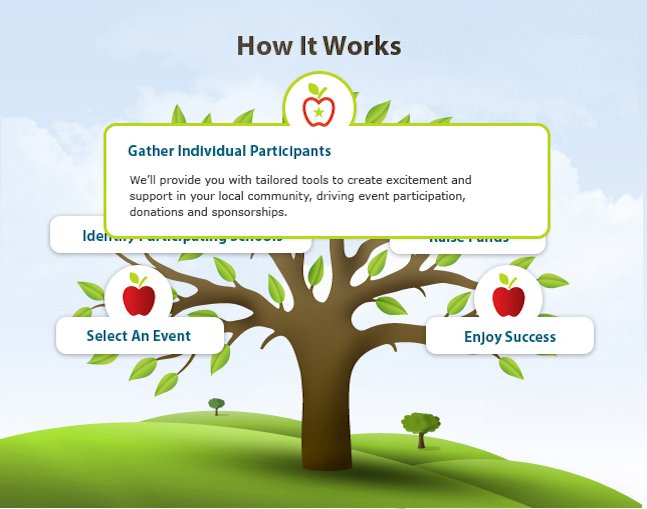 How It Works
Gather Individual Participants
We'll provide you with tailored tools to create excitement and
support in your local community, driving event participation,
donations and sponsorships.
Identify Participating Schools
Raise Funds
Select An Event
Enjoy Success